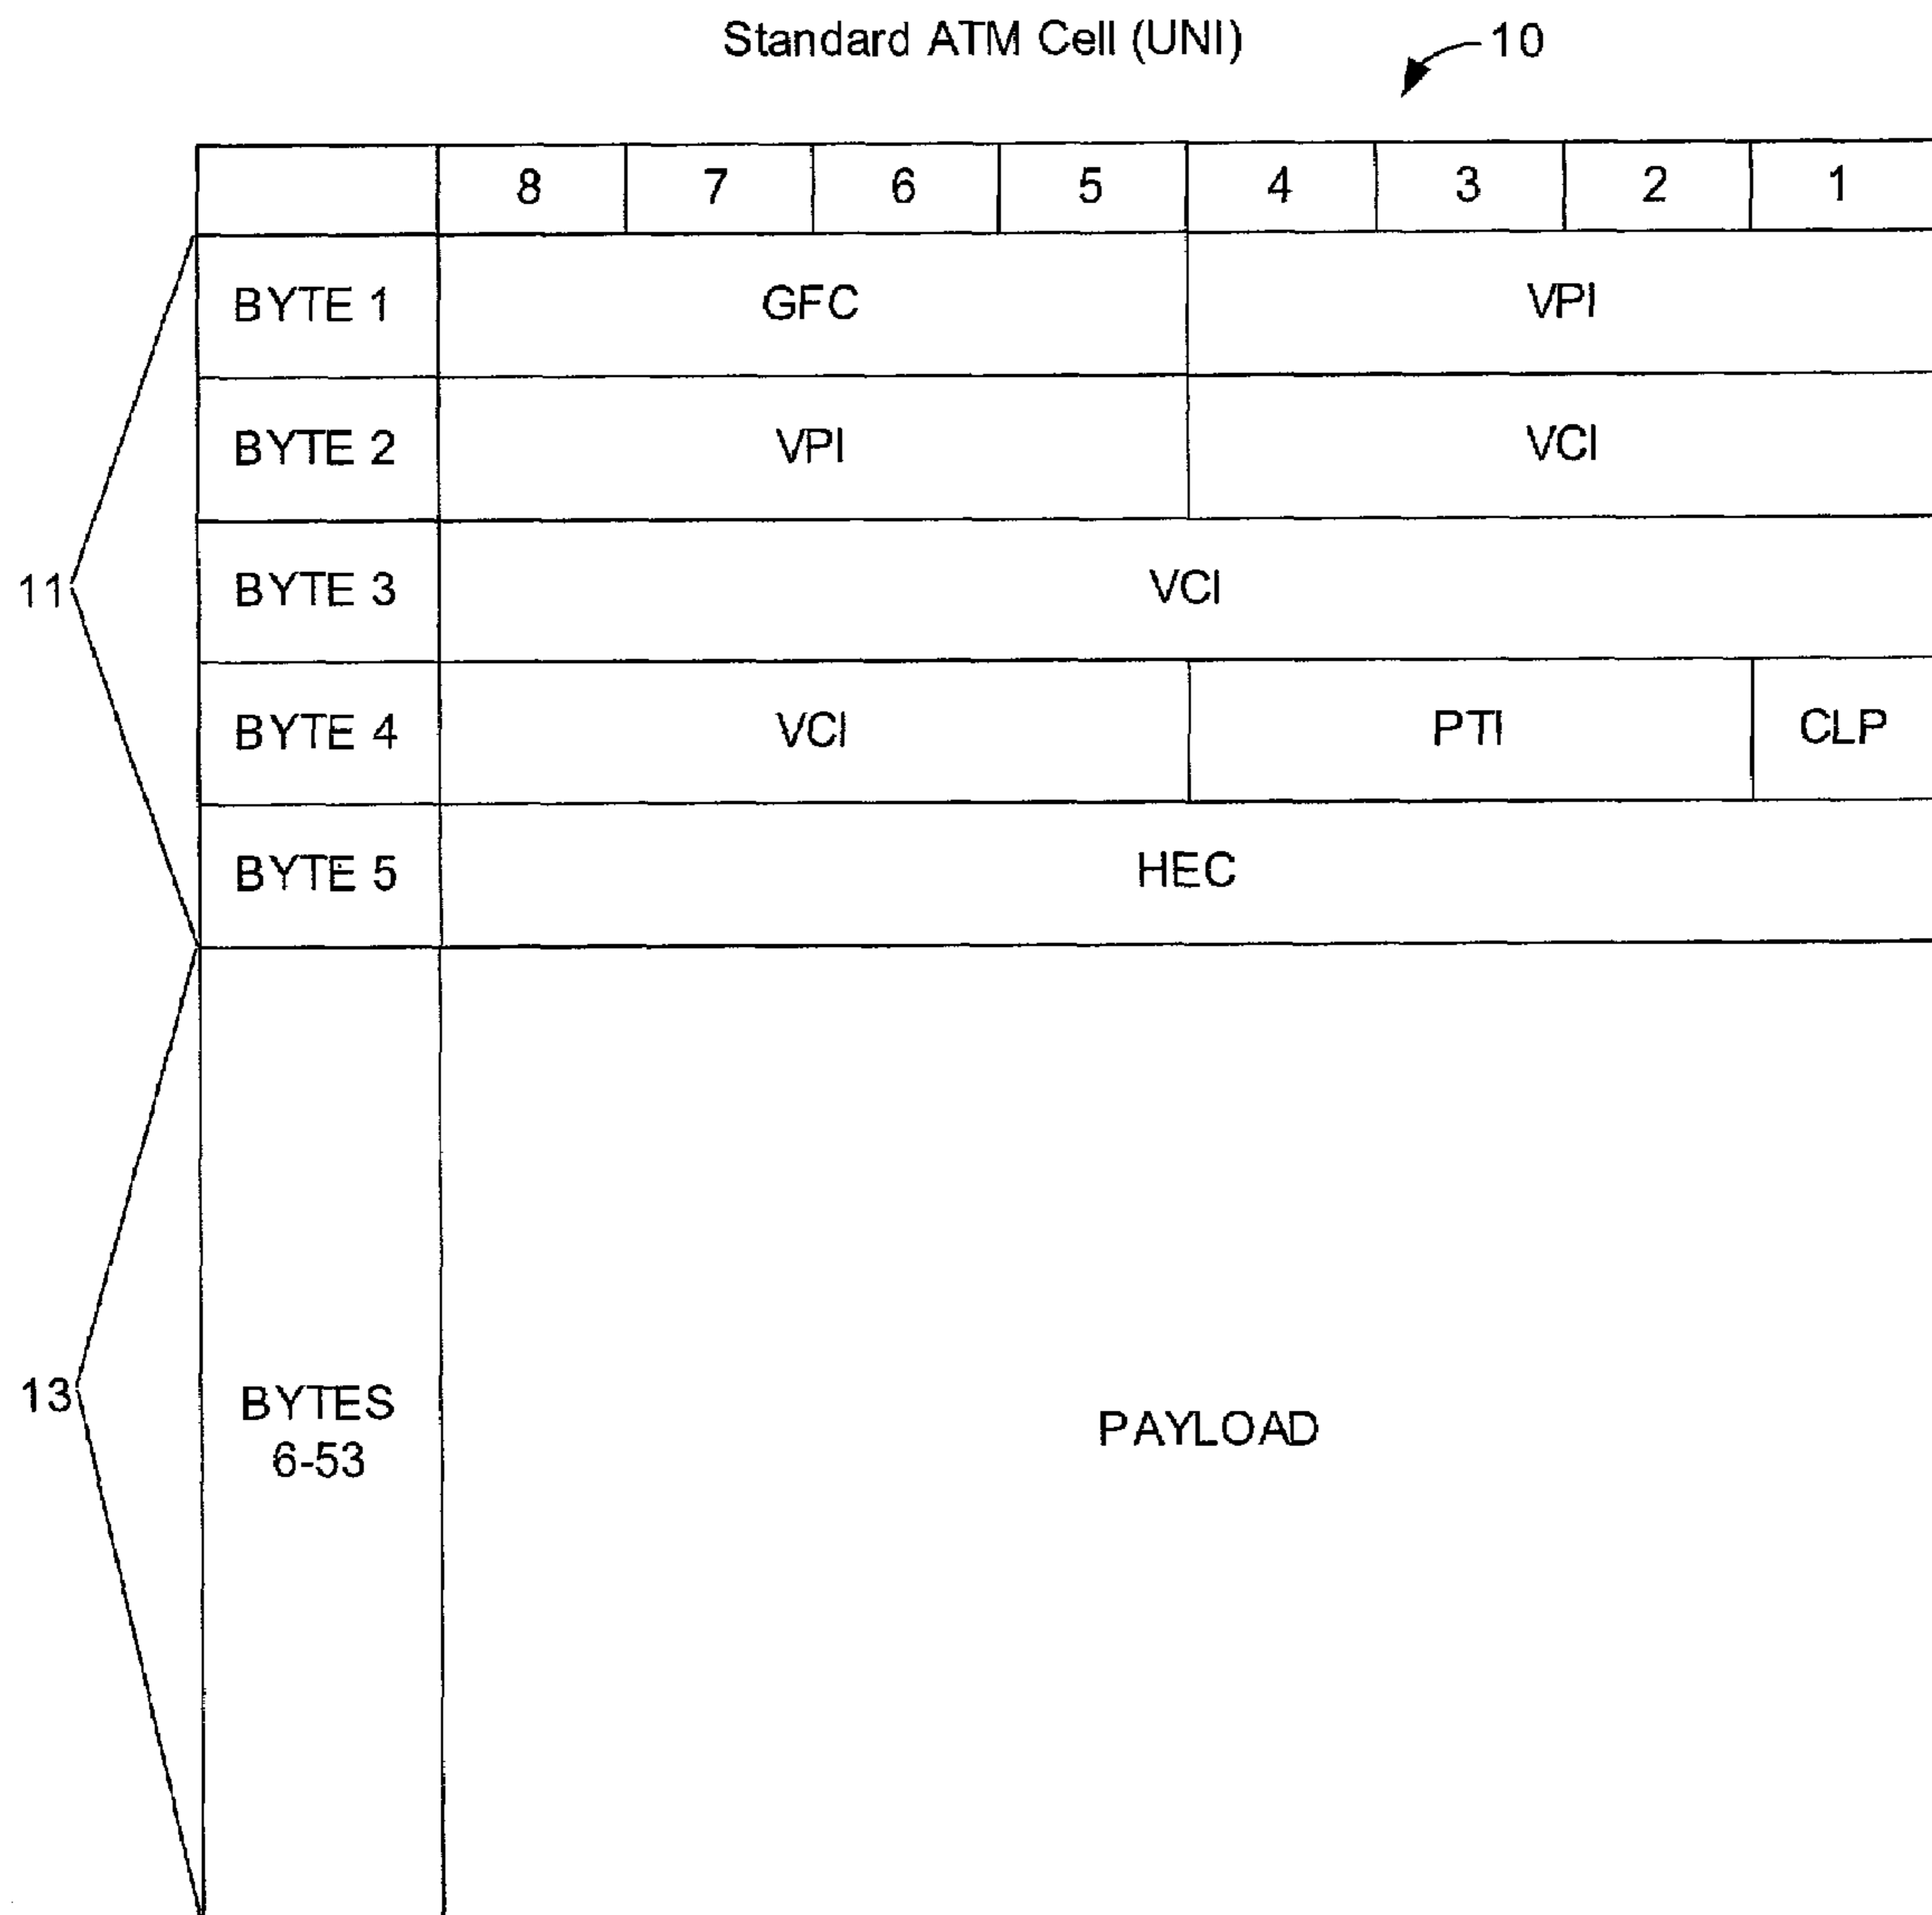 Standard ATM Cell (UNI)
10
8 7 6 5 4 3 2 1
BYTE 1 GFC VPI
BYTE 2 VPI VCI
11 BYTE 3 VCI
BYTE 4 VCI PTI CLP
BYTE 5 HEC
13 BYTES
6-53
PAYLOAD